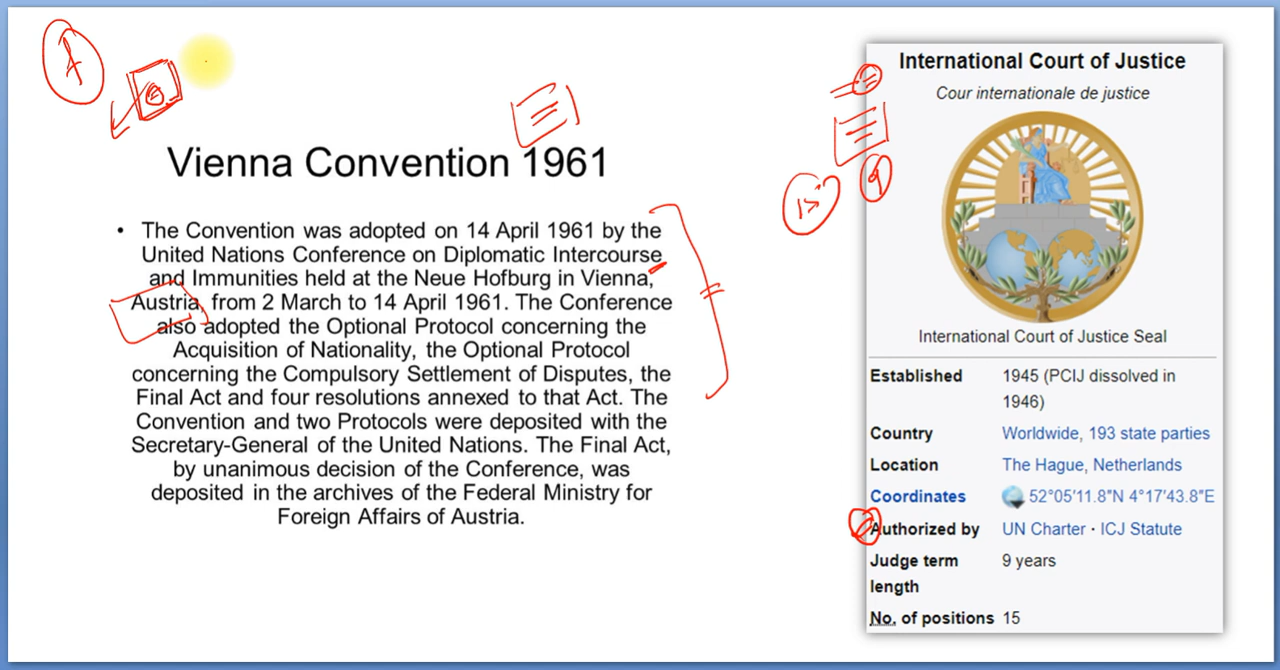 Vienna Convention 1961
• The Convention was adopted on 14 April 1961 by the
United Nations Conference on Diplomatic Intercourse
and Immunities held at the Neue Hofburg in Vienna,
Austria, from 2 March to 14 April 1961. The Conference
also adopted the Optional Protocol concerning the
Acquisition of Nationality, the Optional Protocol
concerning the Compulsory Settlement of Disputes, the
Final Act and four resolutions annexed to that Act. The
Convention and two Protocols were deposited with the
Secretary-General of the United Nations. The Final Act,
by unanimous decision of the Conference, was
deposited in the archives of the Federal Ministry for
Foreign Affairs of Austria.
15
9
International Court of Justice
Cour internationale de justice
International Court of Justice Seal
Established 1945 (PCIJ dissolved in
1946)
Country Worldwide, 193 state parties
Location The Hague, Netherlands
Coordinates 52°05′11.8″N 4°17′43.8″E
Authorized by UN Charter · ICJ Statute
Judge term 9 years
length
No. of positions 15